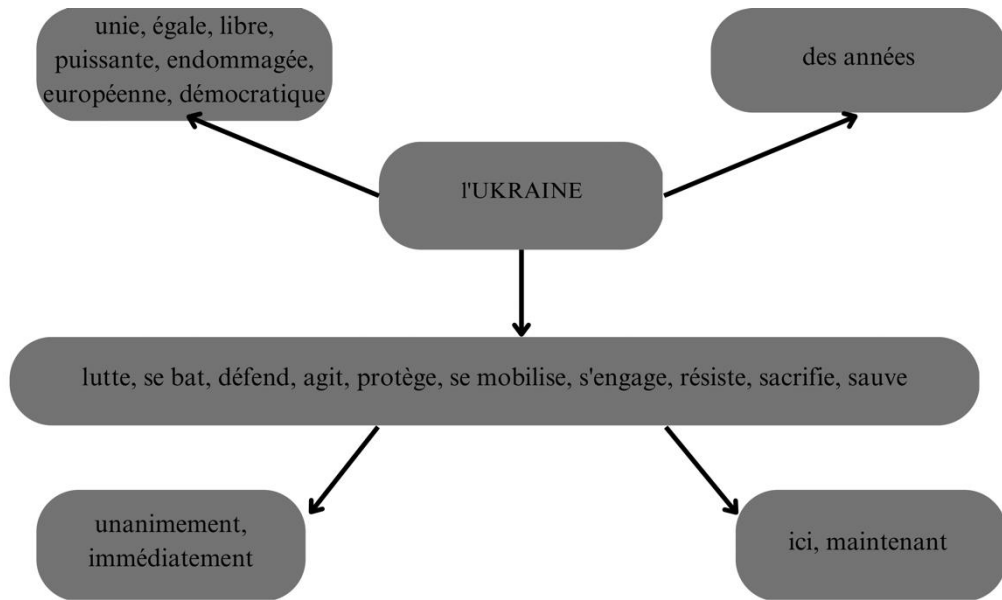 unie, égale, libre,
puissante, endommagée,
européenne, démocratique
des années
l'UKRAINE
lutte, se bat, défend, agit, protège, se mobilise, s'engage, résiste, sacrifie, sauve
unanimement,
immédiatement
ici, maintenant